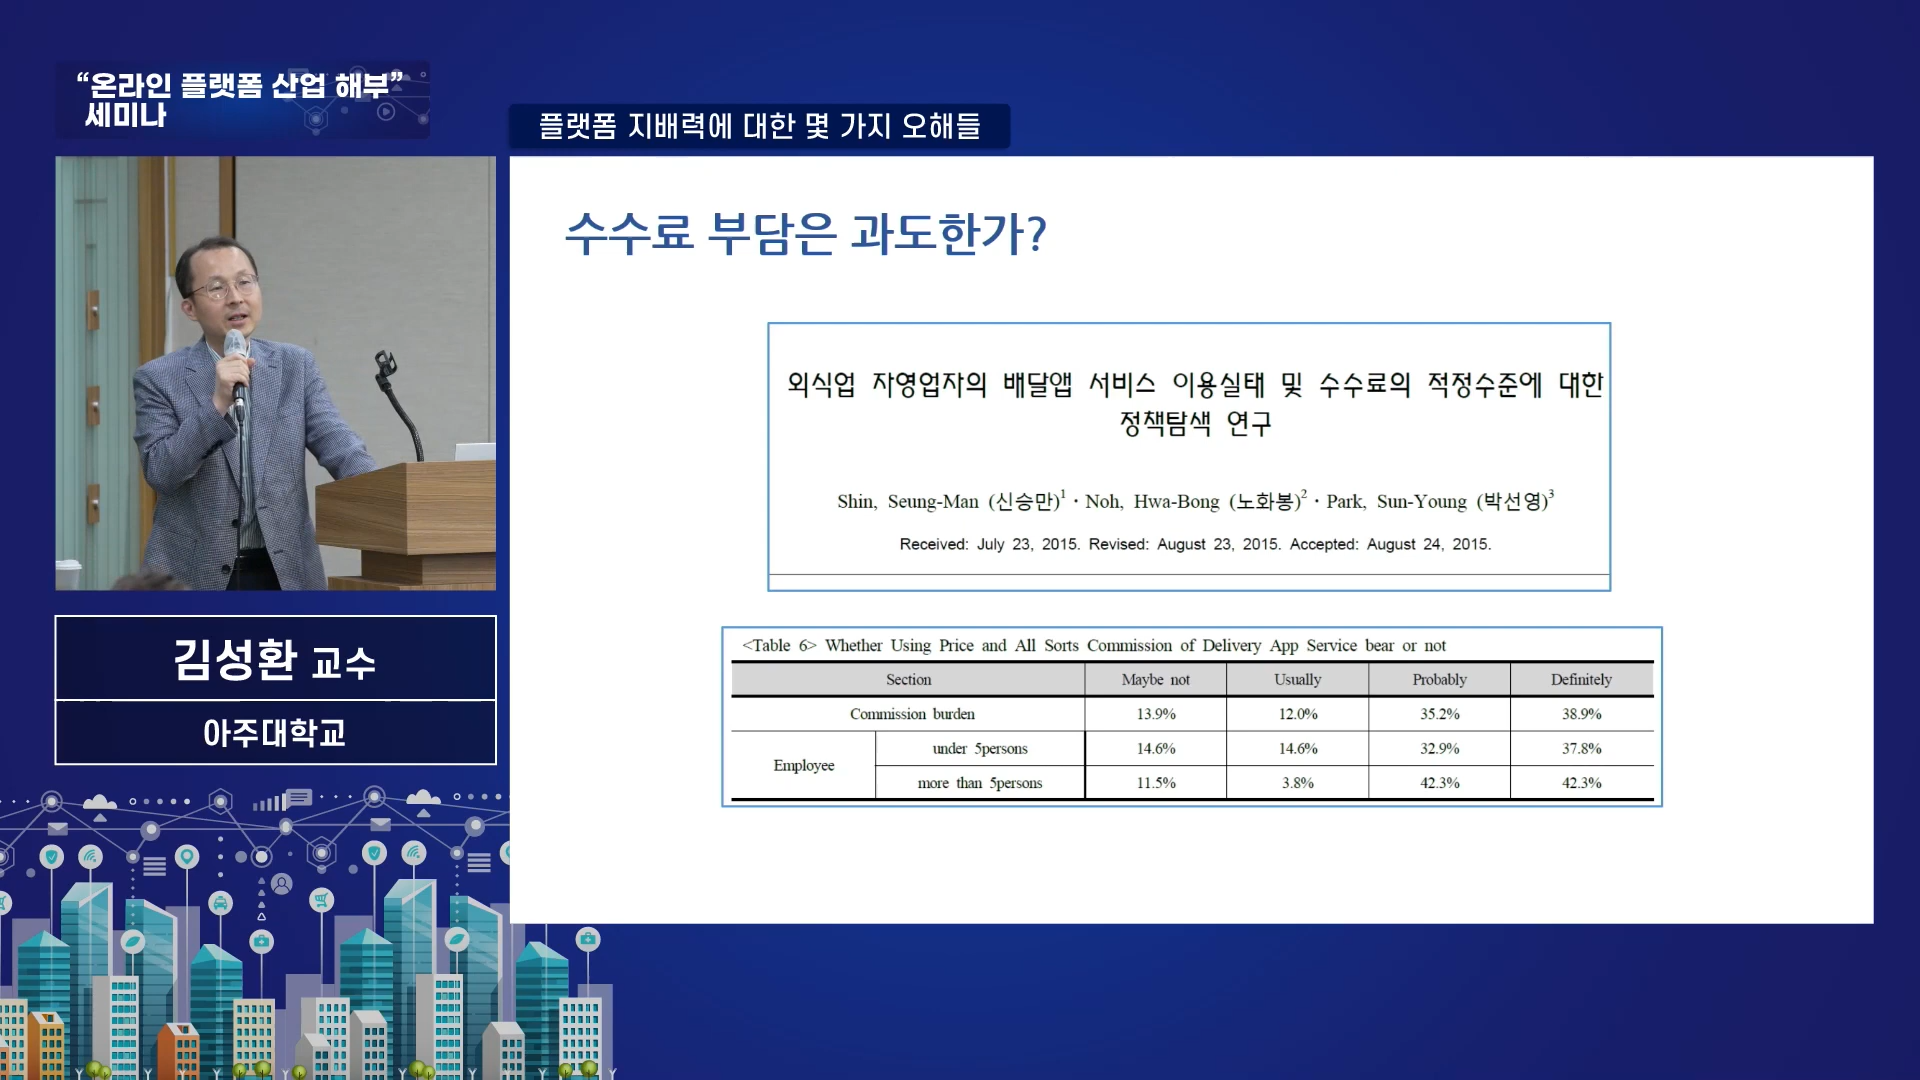 “온라인 플랫폼 산업 해부”
세미나
플랫폼 지배력에 대한 몇 가지 오해들
수수료 부담은 과도한가?
외식업 자영업자의 배달앱 서비스 이용실태 및 수수료의 적정수준에 대한
정책탐색 연구
Shin, Seung-Man (신승만)1 · Noh, Hwa-Bong (노화봉)2 · Park, Sun-Young (박선영)3
Received: July 23, 2015. Revised: August 23, 2015. Accepted: August 24, 2015.
<Table 6> Whether Using Price and All Sorts Commission of Delivery App Service bear or not
Section Maybe not Usually Probably Definitely
Commission burden 13.9% 12.0% 35.2% 38.9%
Employee under 5persons 14.6% 14.6% 32.9% 37.8%
more than 5persons 11.5% 3.8% 42.3% 42.3%
김성환 교수
아주대학교